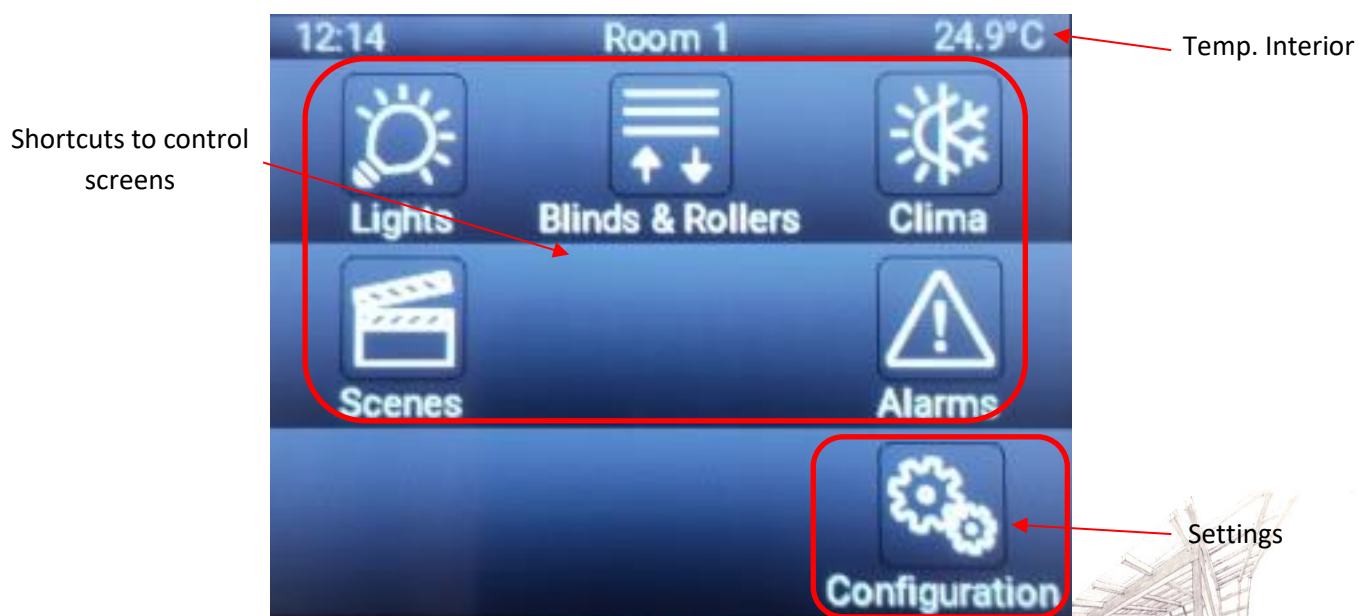 12:14 Room 1 24.9°C
Temp. Interior
Shortcuts to control
screens
Lights Blinds & Rollers Clima
Scenes Alarms
Settings
Configuration